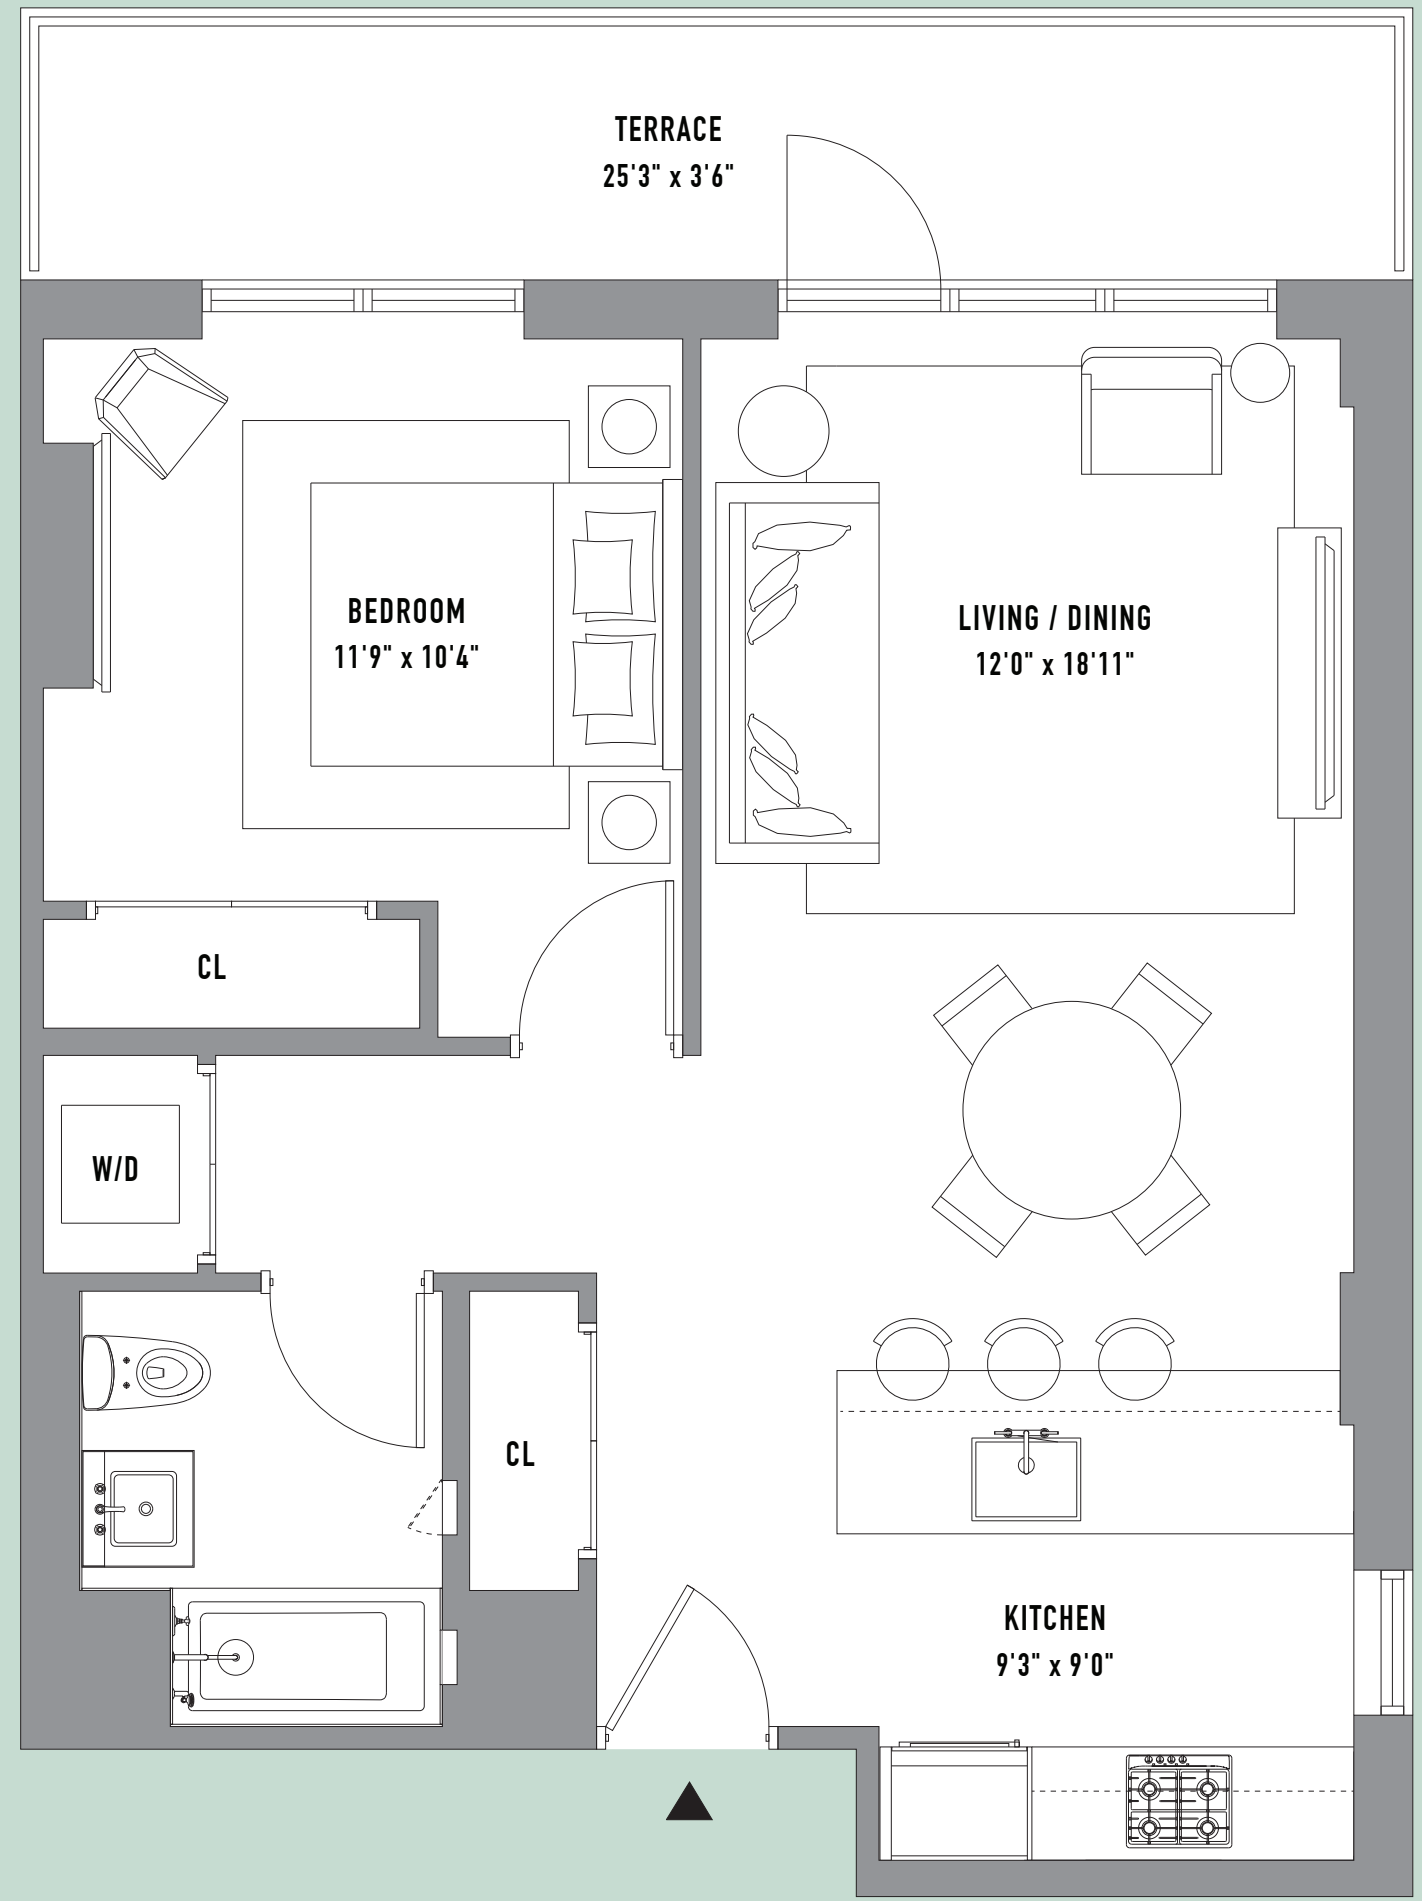 TERRACE
25'3" x 3'6"
BEDROOM
11'9" x 10'4"
LIVING / DINING
12'0" x 18'11"
CL
W/D
CL
KITCHEN
9'3" x 9'0"